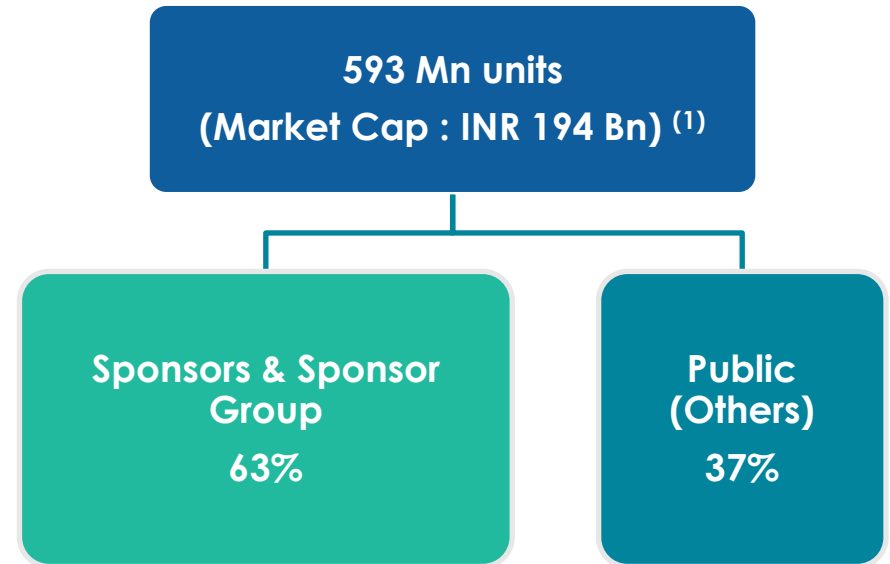 593 Mn units
(Market Cap : INR 194 Bn) (1)
Sponsors & Sponsor
Group
63%
Public
(Others)
37%